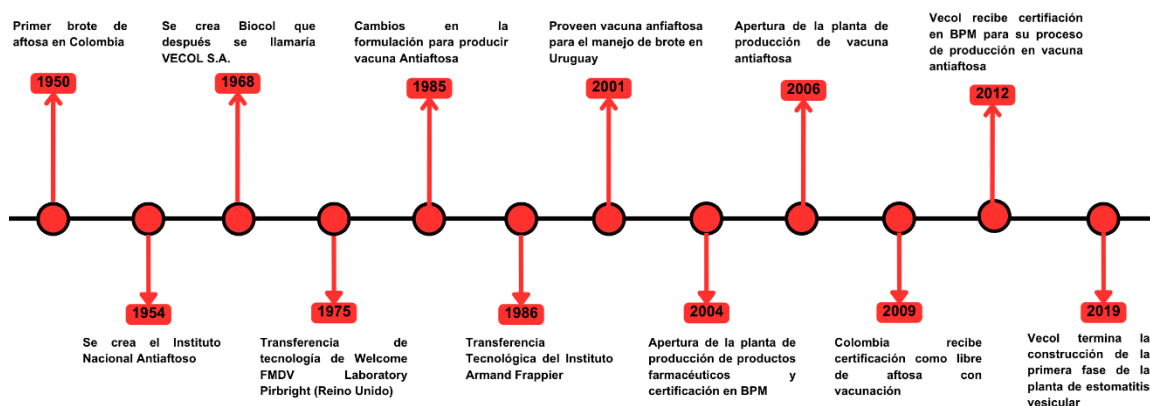 Primer brote de
aftosa en Colombia
1950
Se crea el Instituto
Nacional Antiaftoso
1954
Se crea Biocol que
después se llamaría
VECOL S.A.
1968
Transferencia de
tecnología de Welcome
FMDV Laboratory
Pirbright (Reino Unido)
1975
Cambios en la
formulación para producir
vacuna Antiaftosa
1985
Transferencia
Tecnológica del Instituto
Armand Frappier
1986
Proveen vacuna anfiaftosa
para el manejo de brote en
Uruguay
2001
Apertura de la planta de
producción de productos
farmacéuticos y
certificación en BPM
2004
Apertura de la planta de
producción de vacuna
antiaftosa
2006
Colombia recibe
certificación como libre
de aftosa con
vacunación
2009
Vecol recibe certifiación
en BPM para su proceso
de producción en vacuna
antiaftosa
2012
Vecol termina la
construcción de la
primera fase de la
planta de estomatitis
vesicular
2019